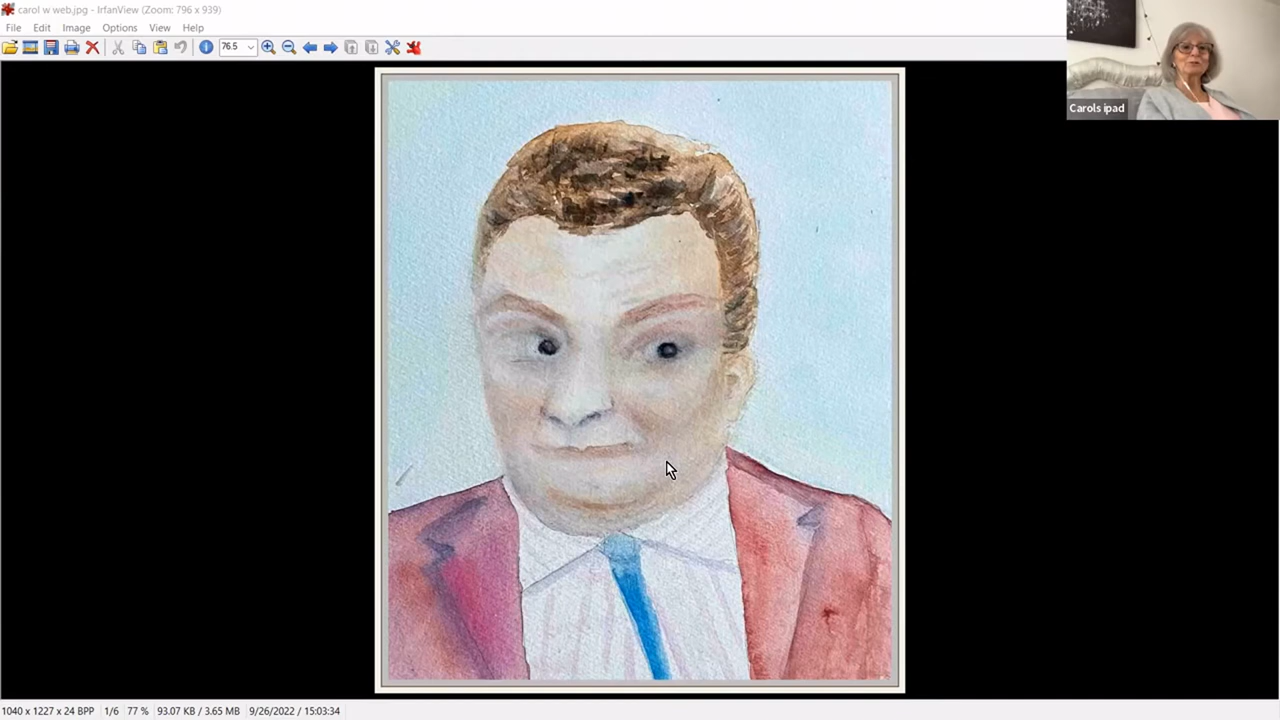 carol w web.jpg - IrfanView (Zoom: 796 x 939)
File Edit Image Options View Help
76.5
Carols ipad
1040 x 1227 x 24 BPP 1/6 77 % 93.07 KB / 3.65 MB 9/26/2022 / 15:03:34